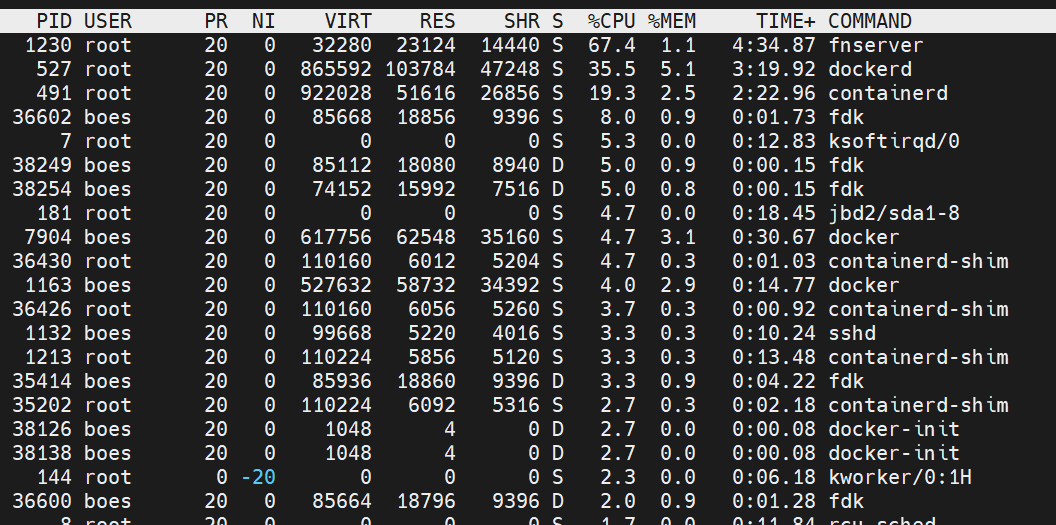 PID USER PR NI VIRT RES SHR S %CPU %MEM TIME+ COMMAND
1230 root 20 0 32280 23124 14440 S 67.4 1.1 4:34.87 fnserver
527 root 20 0 865592 103784 47248 S 35.5 5.1 3:19.92 dockerd
491 root 20 0 922028 51616 26856 S 19.3 2.5 2:22.96 containerd
36602 boes 20 0 85668 18856 9396 S 8.0 0.9 0:01.73 fdk
7 root 20 0 0 0 0 S 5.3 0.0 0:12.83 ksoftirqd/0
38249 boes 20 0 85112 18080 8940 D 5.0 0.9 0:00.15 fdk
38254 boes 20 0 74152 15992 7516 D 5.0 0.8 0:00.15 fdk
181 root 20 0 0 0 0 S 4.7 0.0 0:18.45 jbd2/sda1-8
7904 boes 20 0 617756 62548 35160 S 4.7 3.1 0:30.67 docker
36430 root 20 0 110160 6012 5204 S 4.7 0.3 0:01.03 containerd-shim
1163 boes 20 0 527632 58732 34392 S 4.0 2.9 0:14.77 docker
36426 root 20 0 110160 6056 5260 S 3.7 0.3 0:00.92 containerd-shim
1132 boes 20 0 99668 5220 4016 S 3.3 0.3 0:10.24 sshd
1213 root 20 0 110224 5856 5120 S 3.3 0.3 0:13.48 containerd-shim
35414 boes 20 0 85936 18860 9396 D 3.3 0.9 0:04.22 fdk
35202 root 20 0 110224 6092 5316 S 2.7 0.3 0:02.18 containerd-shim
38126 boes 20 0 1048 4 0 D 2.7 0.0 0:00.08 docker-init
38138 boes 20 0 1048 4 0 D 2.7 0.0 0:00.08 docker-init
144 root 0 -20 0 0 0 S 2.3 0.0 0:06.18 kworker/0:1H
36600 boes 20 0 85664 18796 9396 D 2.0 0.9 0:01.28 fdk
8 root 20 0 0 0 0 S 1.7 0.0 0:11.84 rcu_sched